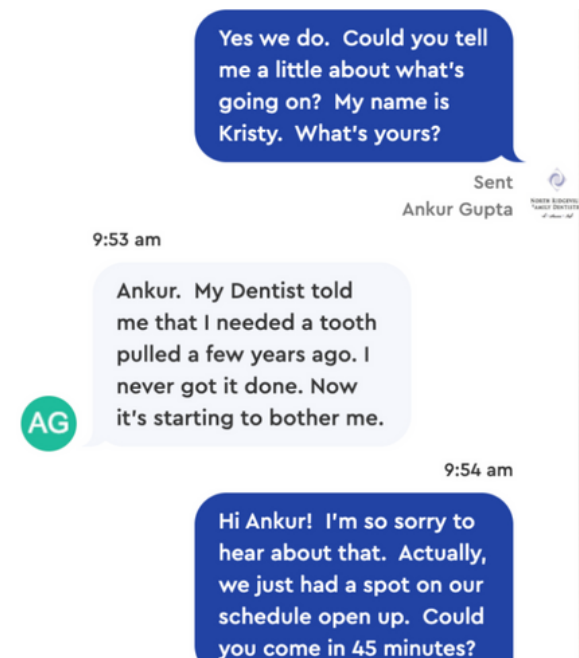 Yes we do.  Could you tell
me a little about what's
going on?  My name is
Kristy.  What's yours?
Sent
Ankur Gupta
9:53 am
Ankur.  My Dentist told
me that I needed a tooth
pulled a few years ago. I
never got it done. Now
it's starting to bother me.
AG
9:54 am
Hi Ankur!  I'm so sorry to
hear about that.  Actually,
we just had a spot on our
schedule open up.  Could
you come in 45 minutes?